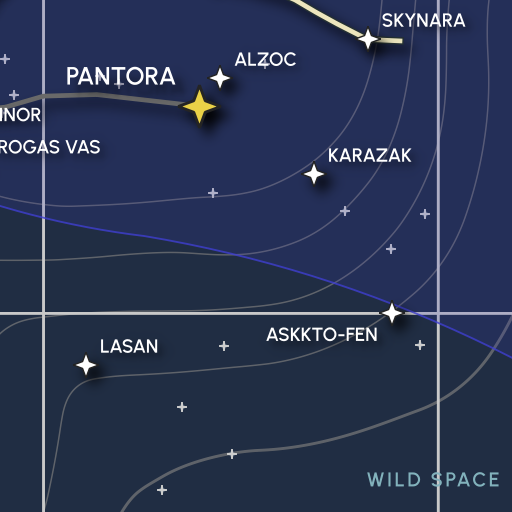 SKYNARA
ALZOC
PANTORA
INOR
ROGAS VAS
KARAZAK
ASKKTO-FEN
LASAN
WILD SPACE